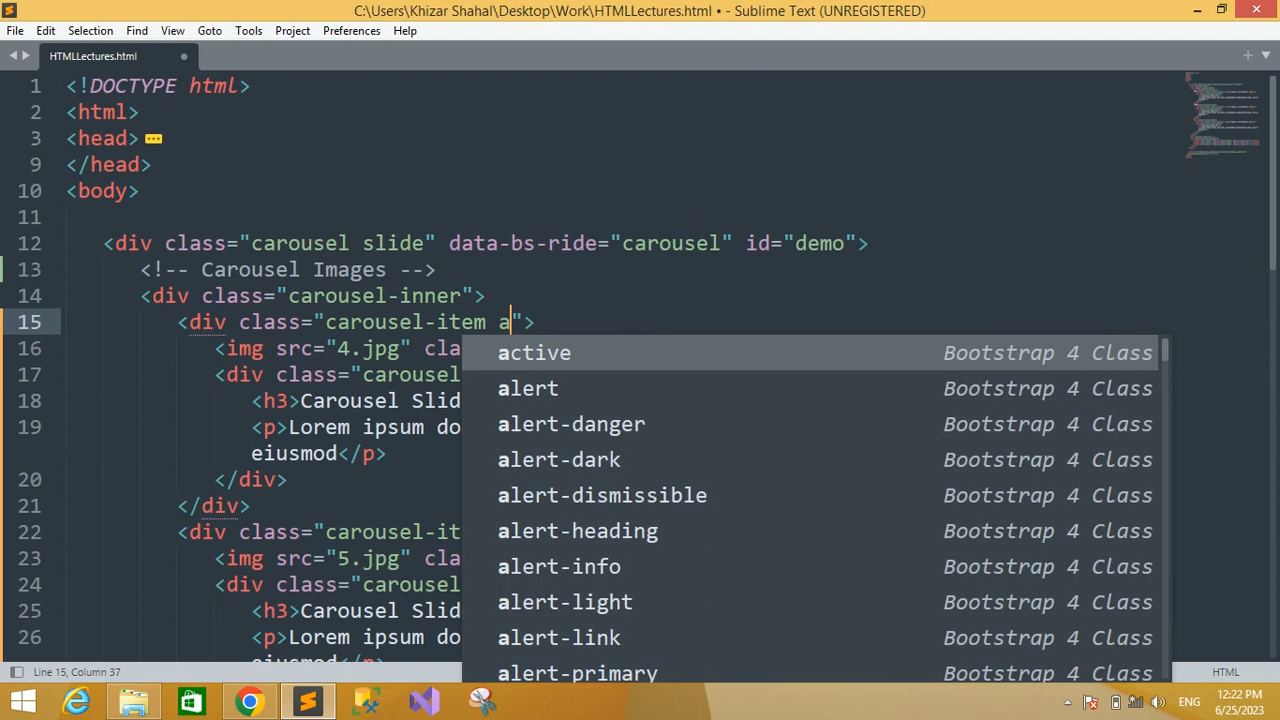 C:\Users\Khizar Shahal\Desktop\Work\HTMLLectures.html • - Sublime Text (UNREGISTERED)
File Edit Selection Find View Goto Tools Project Preferences Help
HTMLLectures.html
1 <!DOCTYPE html>
2 <html>
3 <head>
9 </head>
10 <body>
11
12 <div class="carousel slide" data-bs-ride="carousel" id="demo">
13 <!-- Carousel Images -->
14 <div class="carousel-inner">
15 <div class="carousel-item a">
16 <img src="4.jpg" cla
17 <div class="carousel
18 <h3>Carousel Slid
19 <p>Lorem ipsum do
eiusmod</p>
20 </div>
21 </div>
22 <div class="carousel-it
23 <img src="5.jpg" cla
24 <div class="carousel
25 <h3>Carousel Slid
26 <p>Lorem ipsum do
eiusmod</p>
active Bootstrap 4 Class
alert Bootstrap 4 Class
alert-danger Bootstrap 4 Class
alert-dark Bootstrap 4 Class
alert-dismissible Bootstrap 4 Class
alert-heading Bootstrap 4 Class
alert-info Bootstrap 4 Class
alert-light Bootstrap 4 Class
alert-link Bootstrap 4 Class
alert-primary Bootstrap 4 Class
Line 15, Column 37
HTML
ENG
12:22 PM
6/25/2023